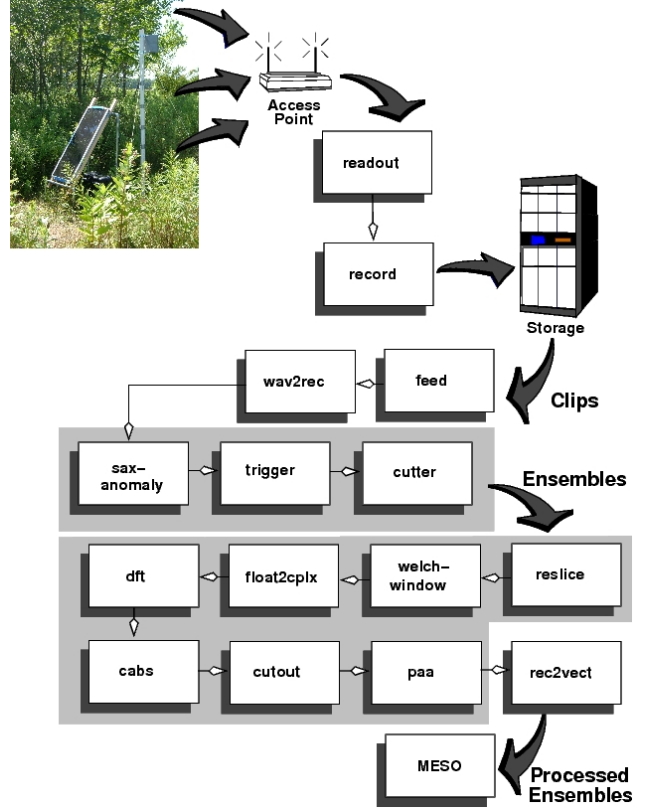 Access
Point
readout
record
Storage
wav2rec
feed
Clips
sax–
anomaly
trigger
cutter
Ensembles
dft
float2cplx
welch–
window
reslice
cabs
cutout
paa
rec2vect
MESO
Processed
Ensembles